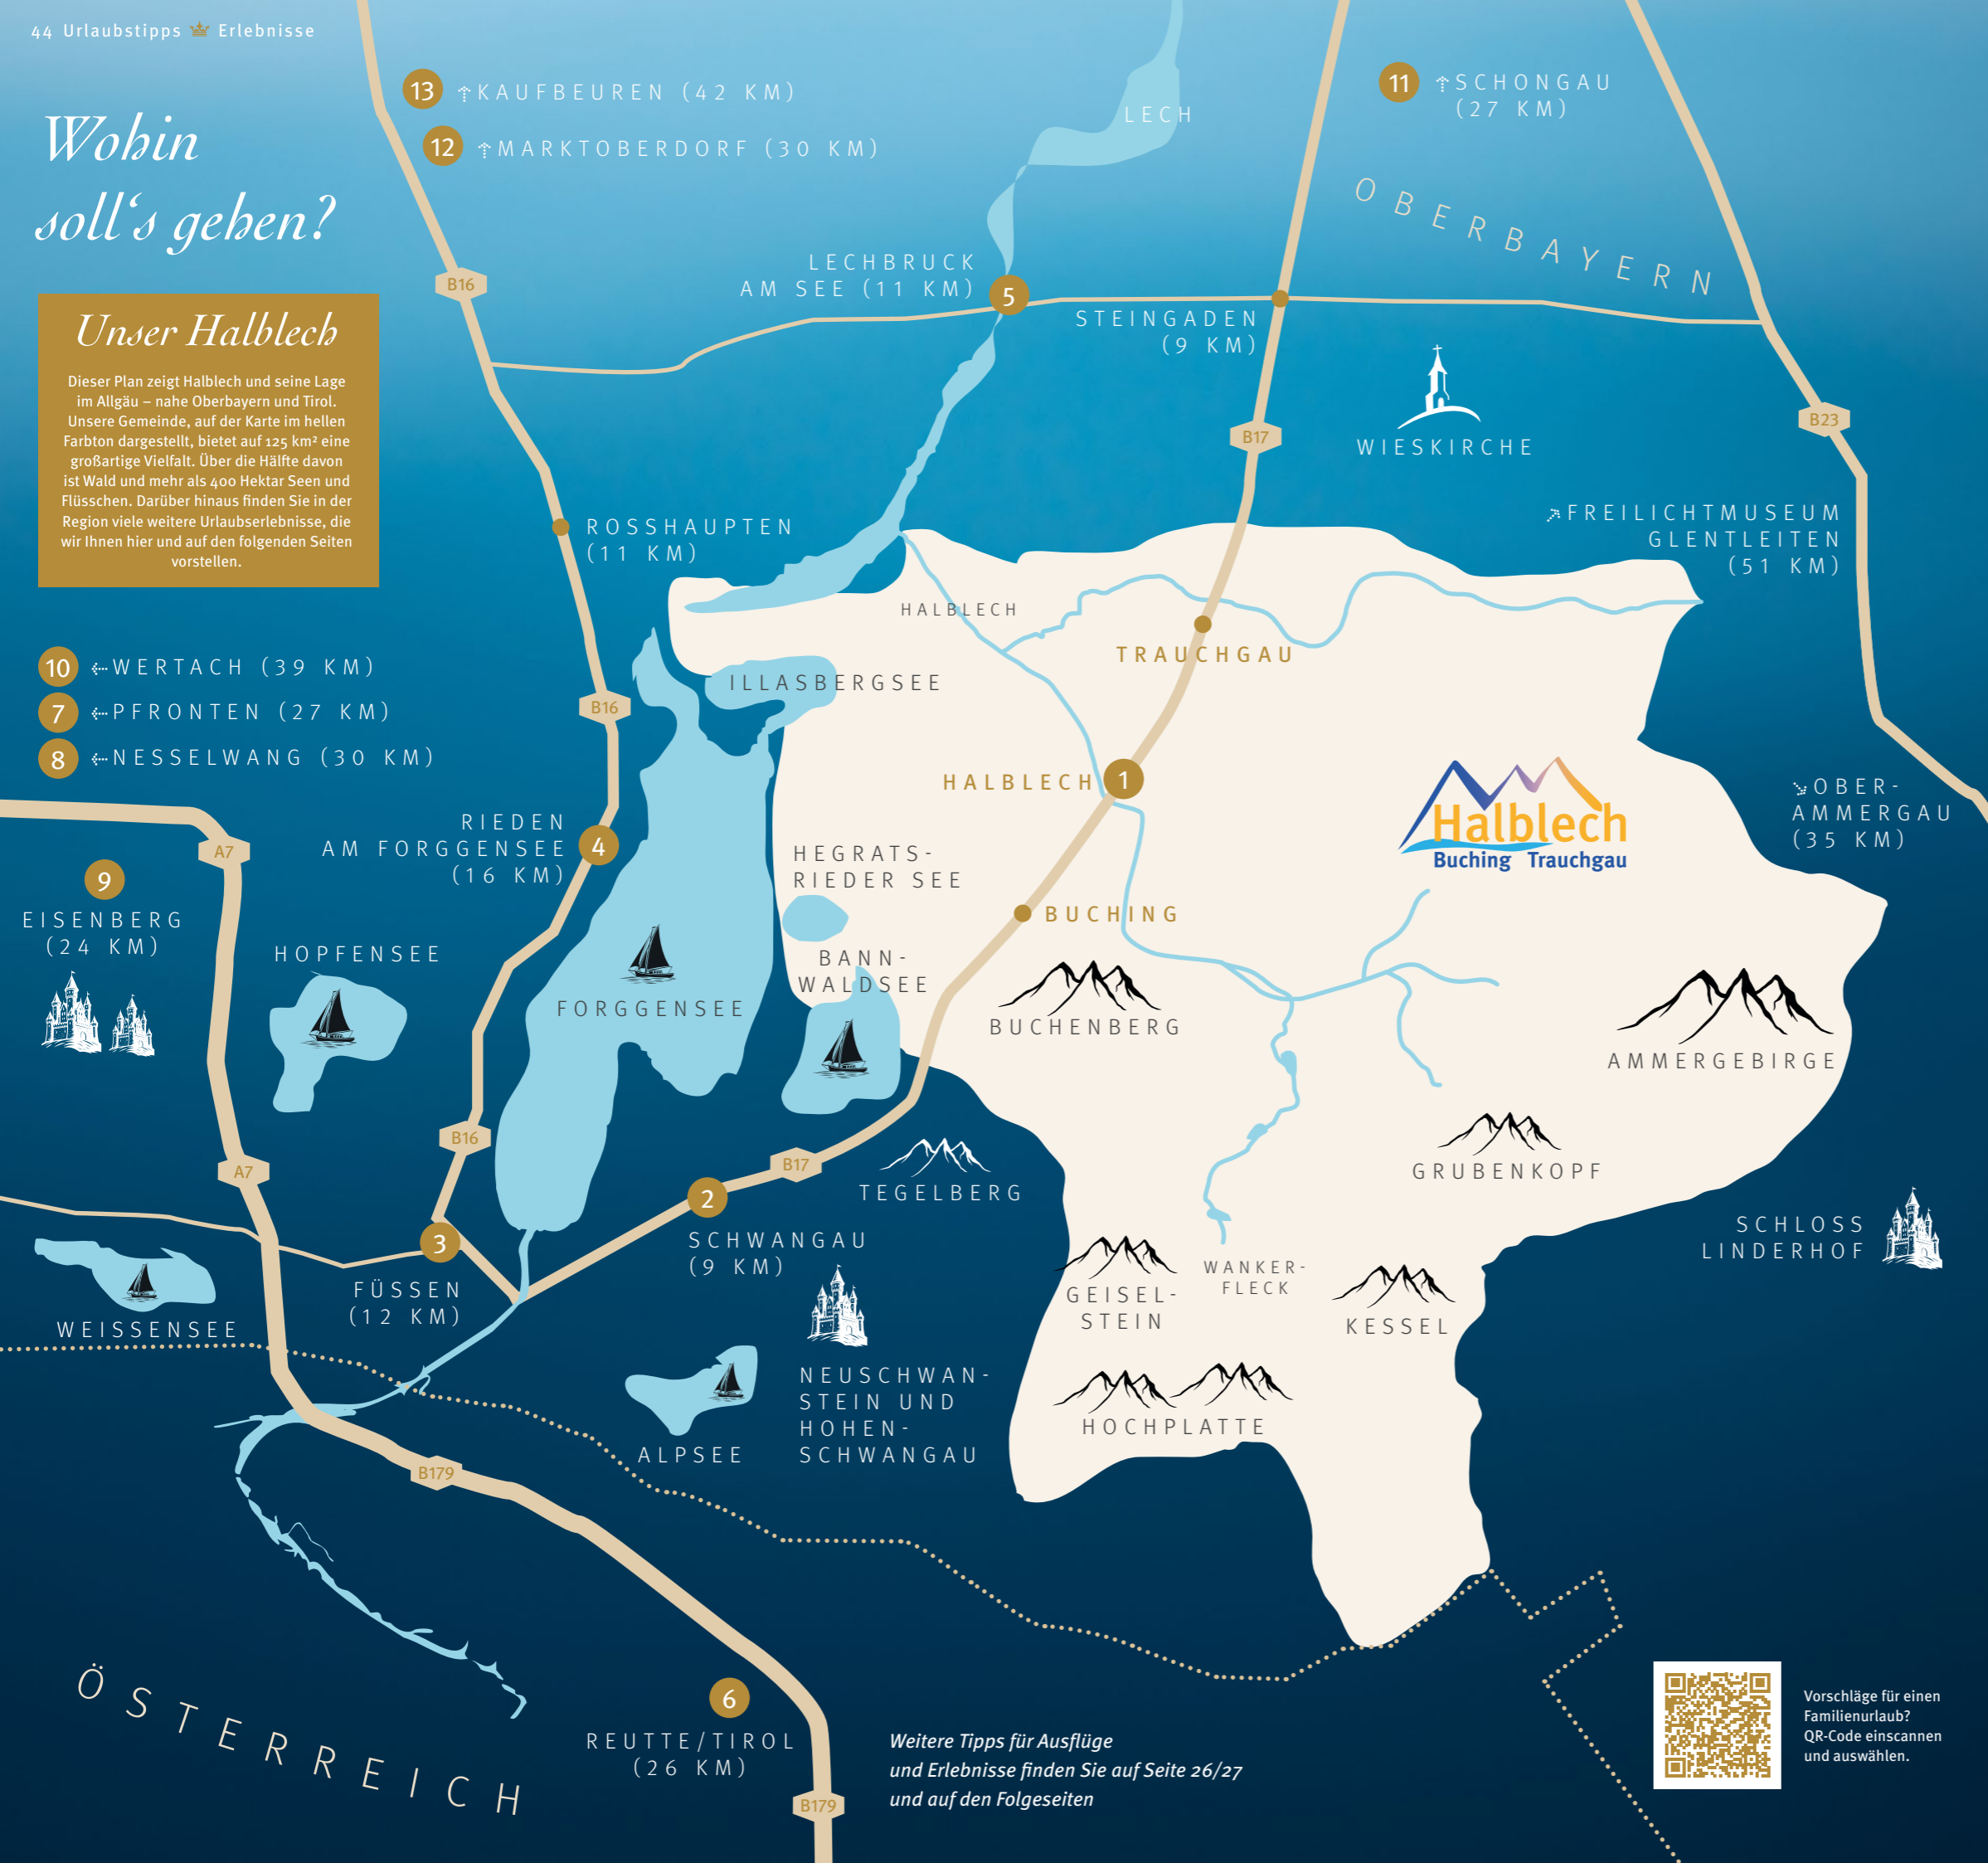 44 Urlaubstipps Erlebnisse
Wohin
soll‘s gehen?
Unser Halblech
Dieser Plan zeigt Halblech und seine Lage
im Allgäu – nahe Oberbayern und Tirol.
Unsere Gemeinde, auf der Karte im hellen
Farbton dargestellt, bietet auf 125 km² eine
großartige Vielfalt. Über die Hälfte davon
ist Wald und mehr als 400 Hektar Seen und
Flüsschen. Darüber hinaus finden Sie in der
Region viele weitere Urlaubserlebnisse, die
wir Ihnen hier und auf den folgenden Seiten
vorstellen.
13 KAUFBEUREN (42 KM)
12 MARKTOBERDORF (30 KM)
LECH
11 SCHONGAU
(27 KM)
OBERBAYERN
B16
LECHBRUCK
AM SEE (11 KM)
5
STEINGADEN
(9 KM)
B17
WIESKIRCHE
B23
ROSSHAUPTEN
(11 KM)
FREILICHTMUSEUM
GLENTLEITEN
(51 KM)
HALBLECH
TRAUCHGAU
10 WERTACH (39 KM)
7 PFRONTEN (27 KM)
8 NESSELWANG (30 KM)
ILLASBERGSEE
B16
HALBLECH 1
Halblech
Buching Trauchgau
OBER-
AMMERGAU
(35 KM)
RIEDEN
AM FORGGENSEE
(16 KM)
4
A7
9
EISENBERG
(24 KM)
HEGRATS-
RIEDER SEE
BUCHING
HOPFENSEE
BANN-
WALDSEE
FORGGENSEE
BUCHENBERG
AMMERGEBIRGE
B16
A7
B17
TEGELBERG
GRUBENKOPF
2
SCHWANGAU
(9 KM)
3
FÜSSEN
(12 KM)
SCHLOSS
LINDERHOF
WEISSENSEE
GEISEL-
STEIN
WANKER-
FLECK
KESSEL
NEUSCHWAN-
STEIN UND
HOHEN-
SCHWANGAU
ALPSEE
HOCHPLATTE
B179
ÖSTERREICH
6
REUTTE/TIROL
(26 KM)
B179
Weitere Tipps für Ausflüge
und Erlebnisse finden Sie auf Seite 26/27
und auf den Folgeseiten
Vorschläge für einen
Familienurlaub?
QR-Code einscannen
und auswählen.